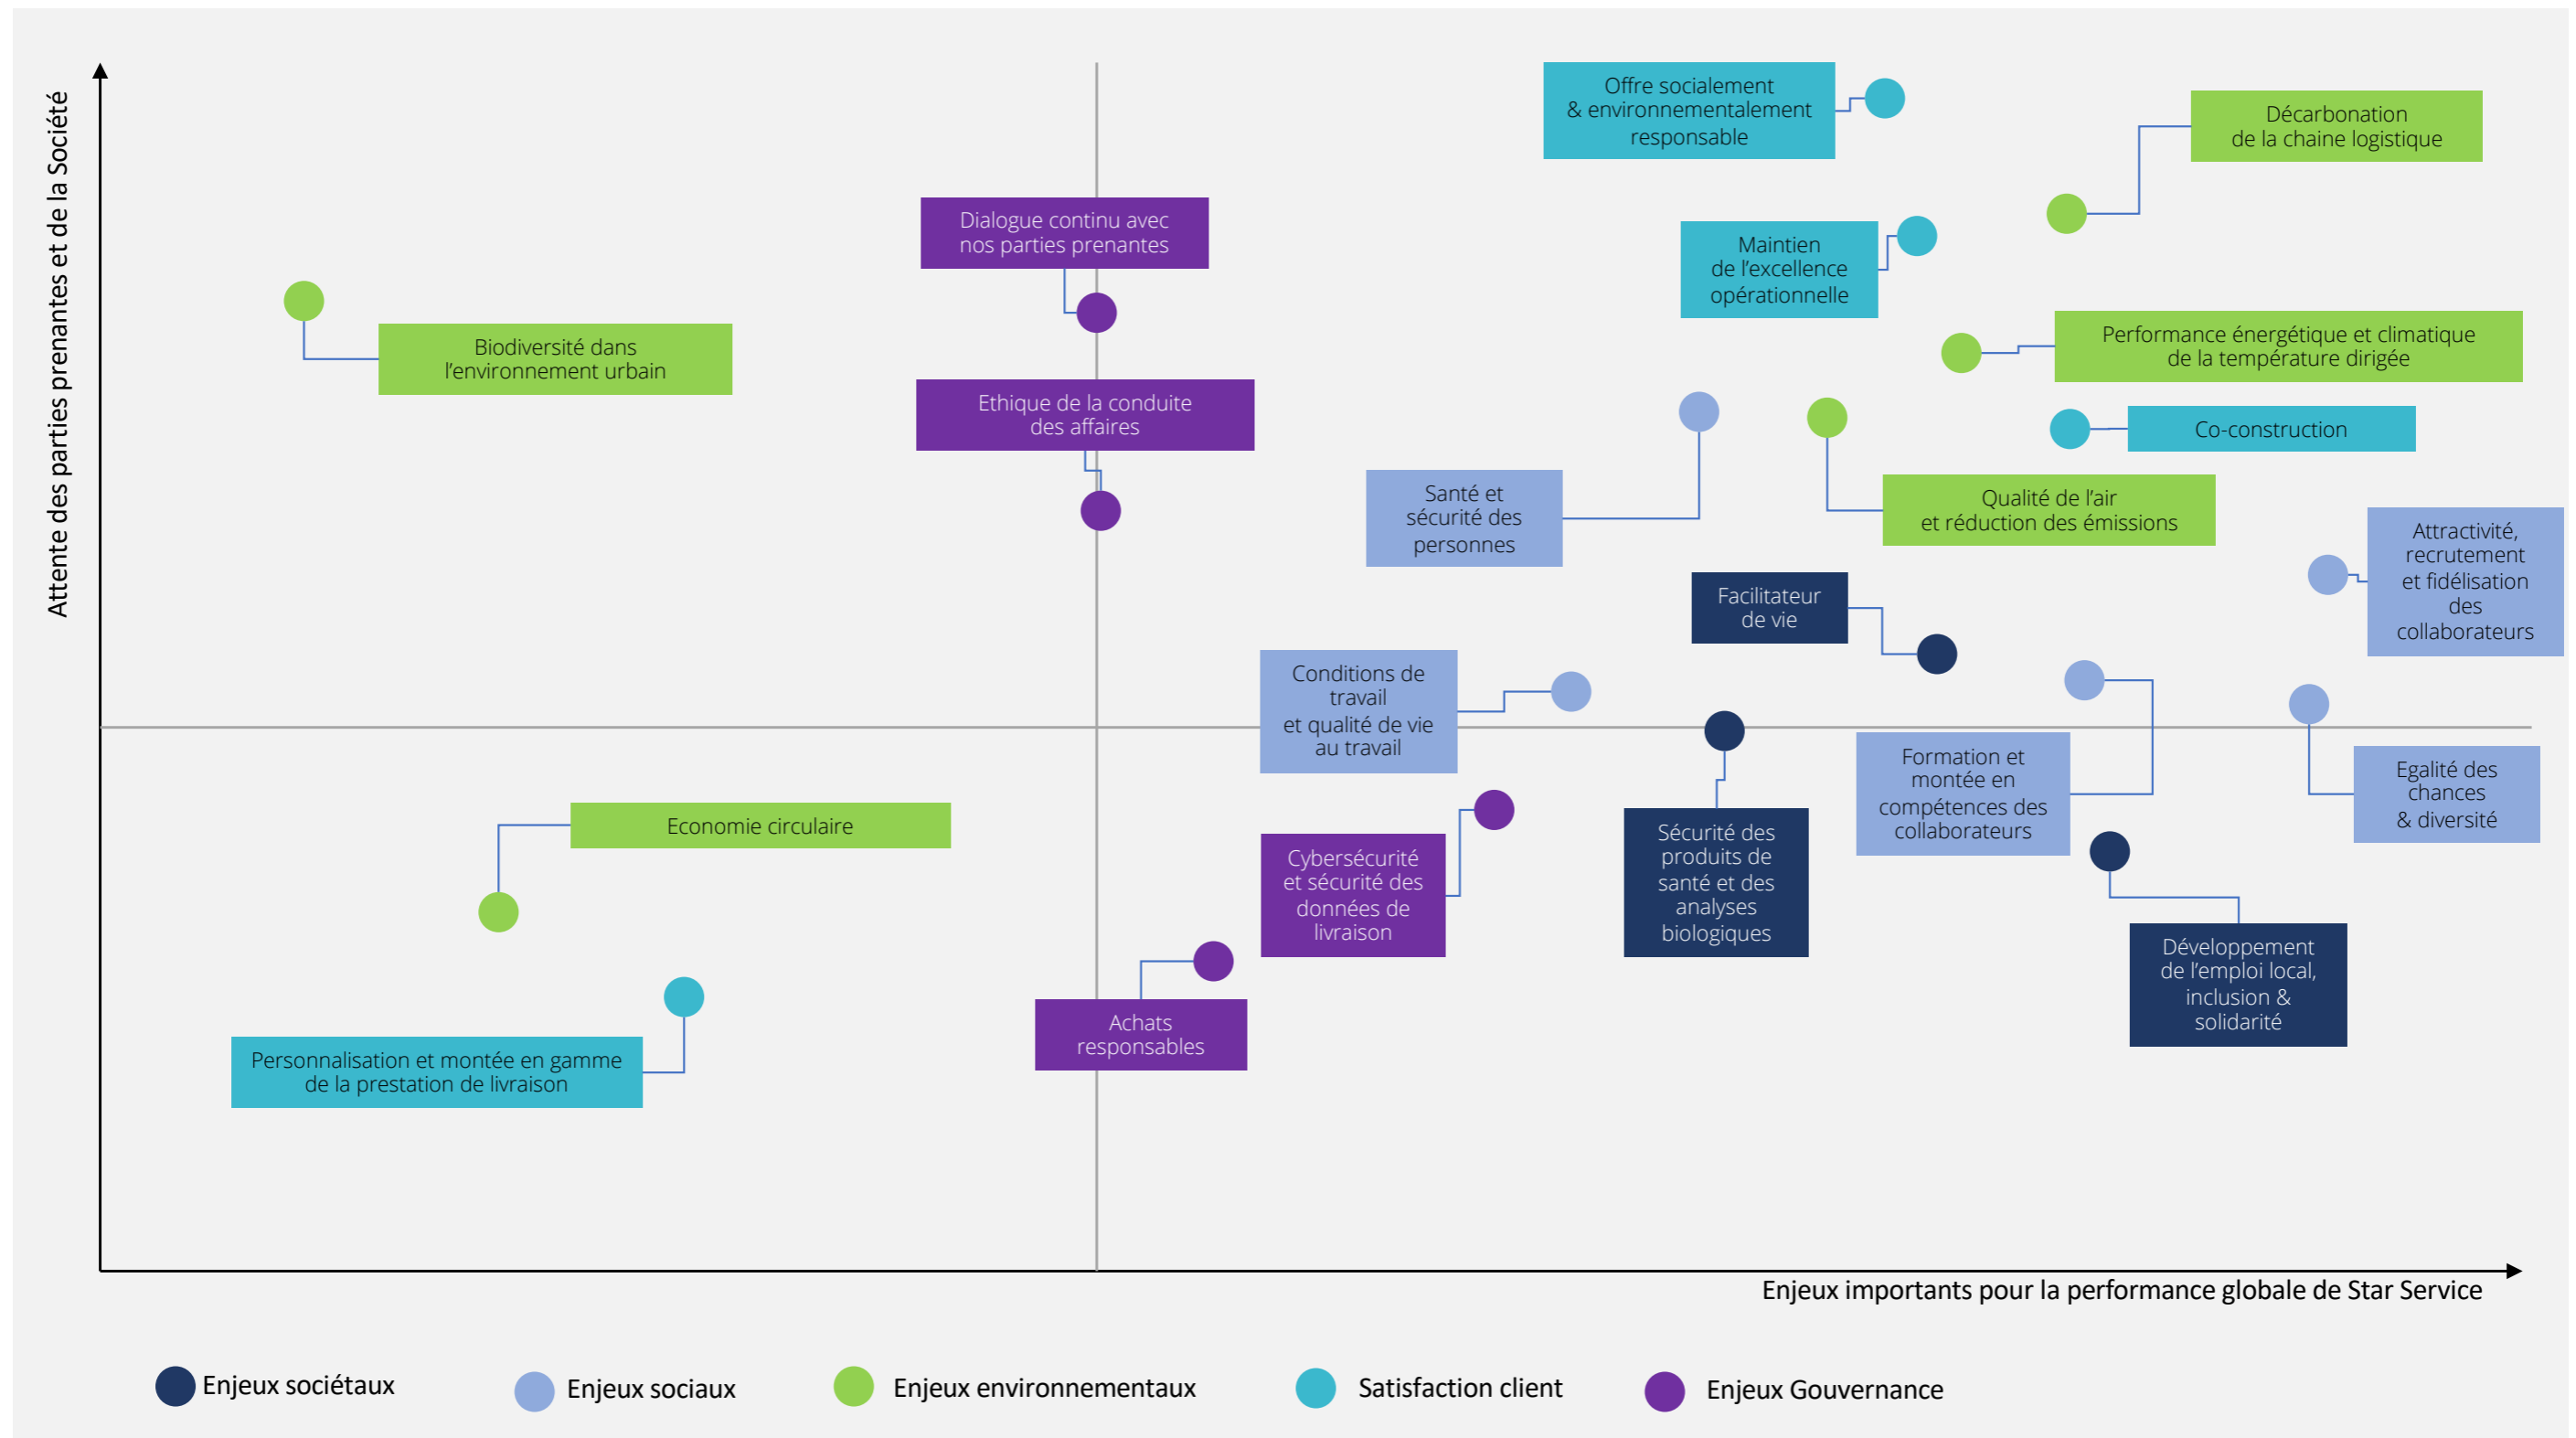 Attente des parties prenantes et de la Société
Offre socialement
& environnementalement
responsable
Décarbonation
de la chaine logistique
Dialogue continu avec
nos parties prenantes
Maintien
de l’excellence
opérationnelle
Biodiversité dans
l’environnement urbain
Performance énergétique et climatique
de la température dirigée
Ethique de la conduite
des affaires
Co-construction
Santé et
sécurité des
personnes
Qualité de l’air
et réduction des émissions
Attractivité,
recrutement
et fidélisation
des
collaborateurs
Facilitateur
de vie
Conditions de
travail
et qualité de vie
au travail
Formation et
montée en
compétences des
collaborateurs
Egalité des
chances
& diversité
Economie circulaire
Cybersécurité
et sécurité des
données de
livraison
Sécurité des
produits de
santé et des
analyses
biologiques
Développement
de l’emploi local,
inclusion &
solidarité
Achats
responsables
Personnalisation et montée en gamme
de la prestation de livraison
Enjeux importants pour la performance globale de Star Service
Enjeux sociétaux
Enjeux sociaux
Enjeux environnementaux
Satisfaction client
Enjeux Gouvernance